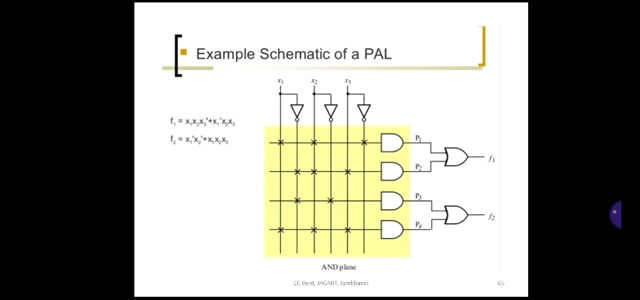 Example Schematic of a PAL
x₁ x₂ x₃
f₁ = x₁x₂x₃'+x₁'x₂x₃
f₂ = x₁'x₂'+x₁x₂x₃
P₁
P₂
f₁
P₃
P₄
f₂
AND plane
EC dept, Jamkhandi
65